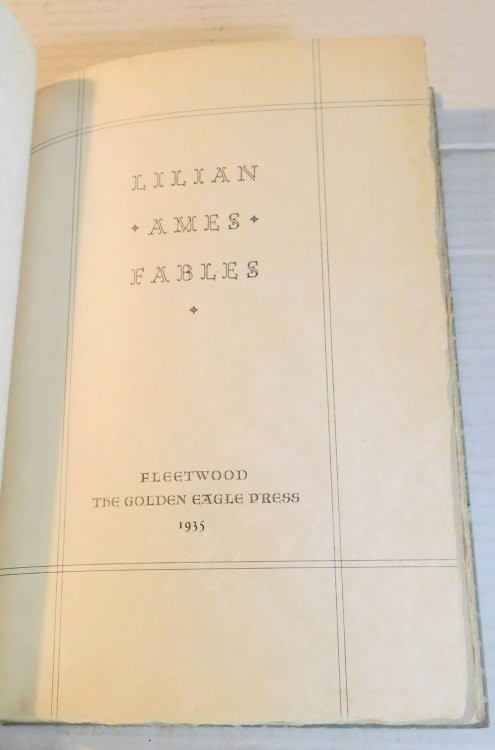 LILIAN
AMES
FABLES
FLEETWOOD
THE GOLDEN EAGLE PRESS
1935